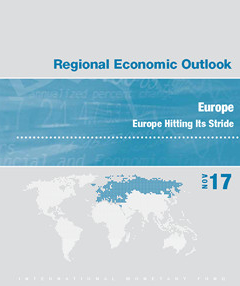 Regional Economic Outlook
Europe
Europe Hitting Its Stride
NOV 17
INTERNATIONAL MONETARY FUND